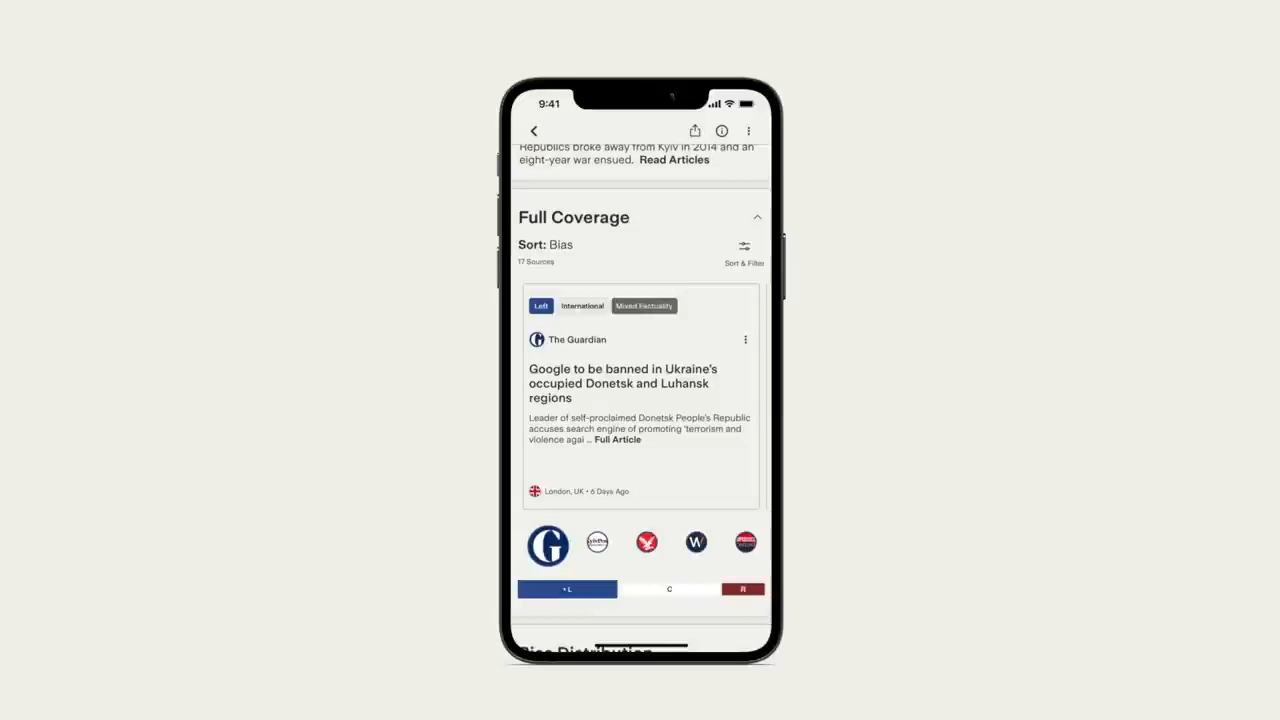 9:41
Republics broke away from Kyiv in 2014 and an
eight-year war ensued. Read Articles
Full Coverage
Sort: Bias
17 Sources
Sort & Filter
Left International Mixed Factuality
The Guardian
Google to be banned in Ukraine's
occupied Donetsk and Luhansk
regions
Leader of self-proclaimed Donetsk People's Republic
accuses search engine of promoting 'terrorism and
violence agai ... Full Article
London, UK • 6 Days Ago
G
W
L C R
Bias Distribution